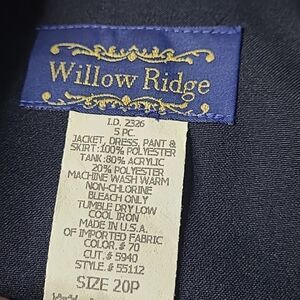 Willow Ridge
I.D. 2326
5 PC.
JACKET, DRESS, PANT &
SKIRT:100% POLYESTER
TANK:80% ACRYLIC
20% POLYESTER
MACHINE WASH WARM
NON-CHLORINE
BLEACH ONLY
TUMBLE DRY LOW
COOL IRON
MADE IN U.S.A.
OF IMPORTED FABRIC
COLOR.# 70
CUT.# 5940
STYLE.# 55112
SIZE 20P